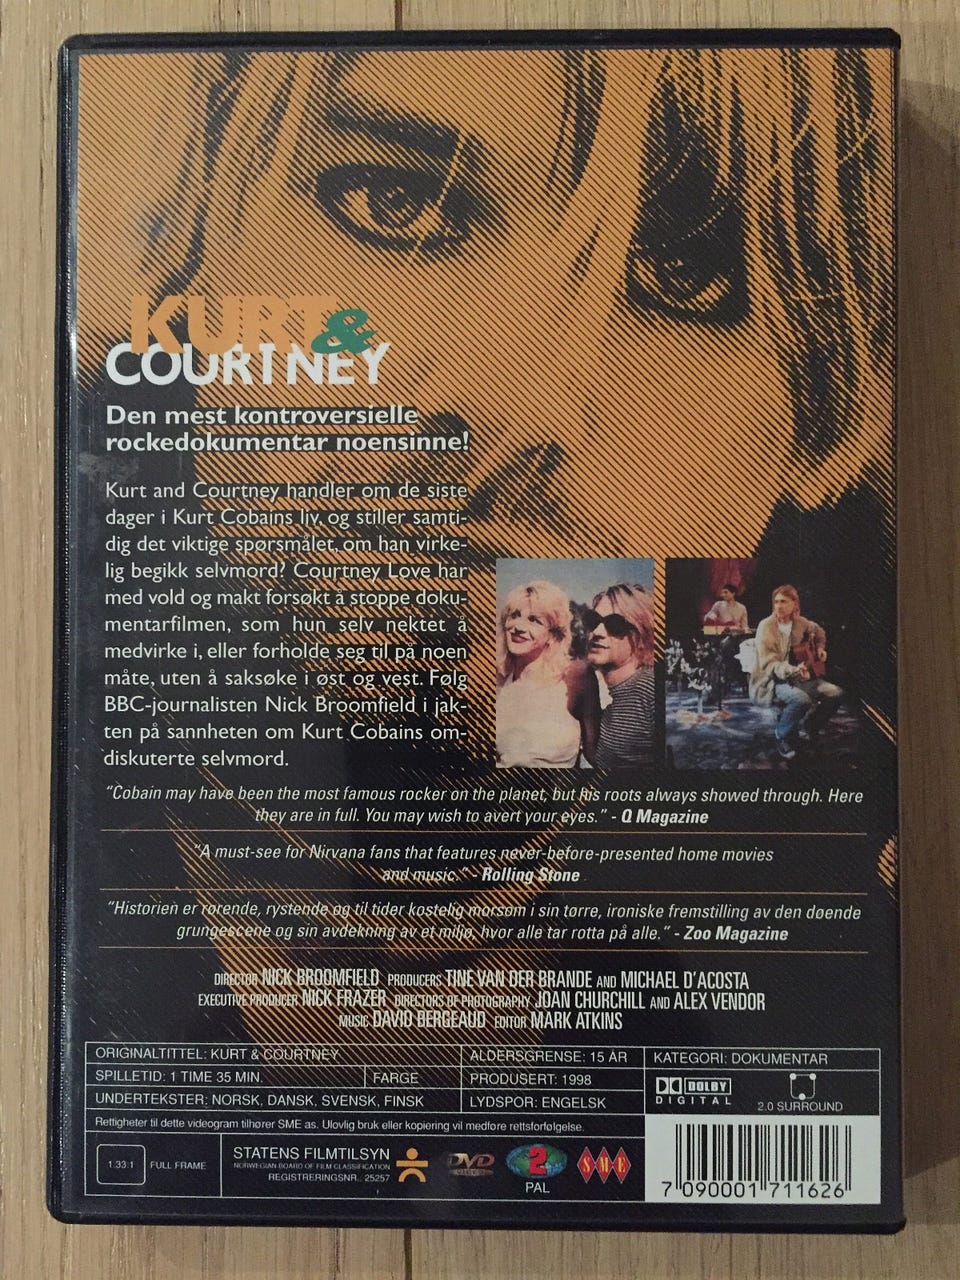 KURT &
COURTNEY
Den mest kontroversielle
rockedokumentar noensinne!
Kurt and Courtney handler om de siste
dager i Kurt Cobains liv, og stiller samti-
dig det viktige spørsmålet, om han virke-
lig begikk selvmord? Courtney Love har
med vold og makt forsøkt å stoppe doku-
mentarfilmen, som hun selv nektet å
medvirke i, eller forholde seg til på noen
måte, uten å saksøke i øst og vest. Følg
BBC-journalisten Nick Broomfield i jak-
ten på sannheten om Kurt Cobains om-
diskuterte selvmord.
"Cobain may have been the most famous rocker on the planet, but his roots always showed through. Here
they are in full. You may wish to avert your eyes." - Q Magazine
"A must-see for Nirvana fans that features never-before-presented home movies
and music." - Rolling Stone
"Historien er rørende, rystende og til tider kostelig morsom i sin tørre, ironiske fremstilling av den døende
grungescene og sin avdekning av et miljø, hvor alle tar rotta på alle." - Zoo Magazine
DIRECTOR NICK BROOMFIELD PRODUCERS TINE VAN DER BRANDE AND MICHAEL D'ACOSTA
EXECUTIVE PRODUCER NICK FRAZER DIRECTORS OF PHOTOGRAPHY JOAN CHURCHILL AND ALEX VENDOR
MUSIC DAVID BERGEAUD EDITOR MARK ATKINS
ORIGINALTITTEL: KURT & COURTNEY ALDERSGRENSE: 15 ÅR KATEGORI: DOKUMENTAR
SPILLETID: 1 TIME 35 MIN. FARGE PRODUSERT: 1998
UNDERTEKSTER: NORSK, DANSK, SVENSK, FINSK LYDSPOR: ENGELSK
DOLBY
DIGITAL 2.0 SURROUND
Rettigheter til dette videogram tilhører SME as. Ulovlig bruk eller kopiering vil medføre rettsforfølgelse.
1.33:1 FULL FRAME
STATENS FILMTILSYN
NORWEGIAN BOARD OF FILM CLASSIFICATION
REGISTRERINGSNR.: 25257
DVD
VIDEO
2
PAL
SME
7 090001 711626